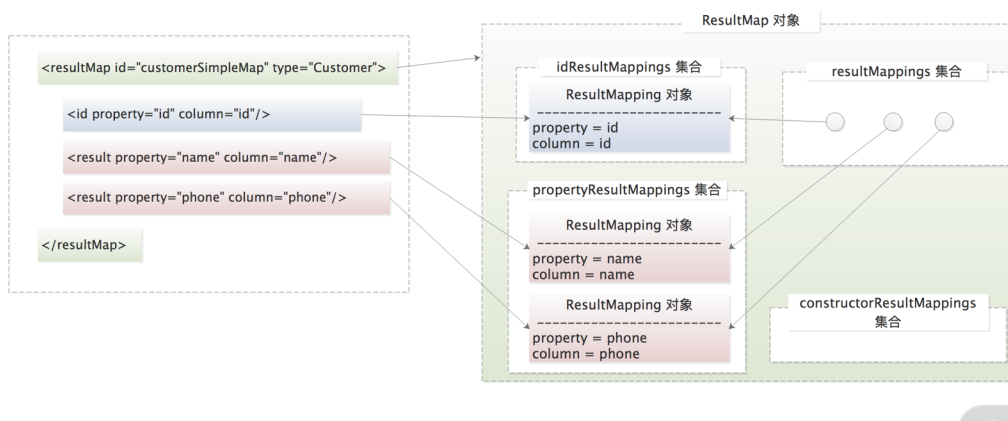 ResultMap 对象
<resultMap id="customerSimpleMap" type="Customer">
<id property="id" column="id"/>
<result property="name" column="name"/>
<result property="phone" column="phone"/>
</resultMap>
idResultMappings 集合
ResultMapping 对象
property = id
column = id
propertyResultMappings 集合
ResultMapping 对象
property = name
column = name
ResultMapping 对象
property = phone
column = phone
resultMappings 集合
constructorResultMappings
集合